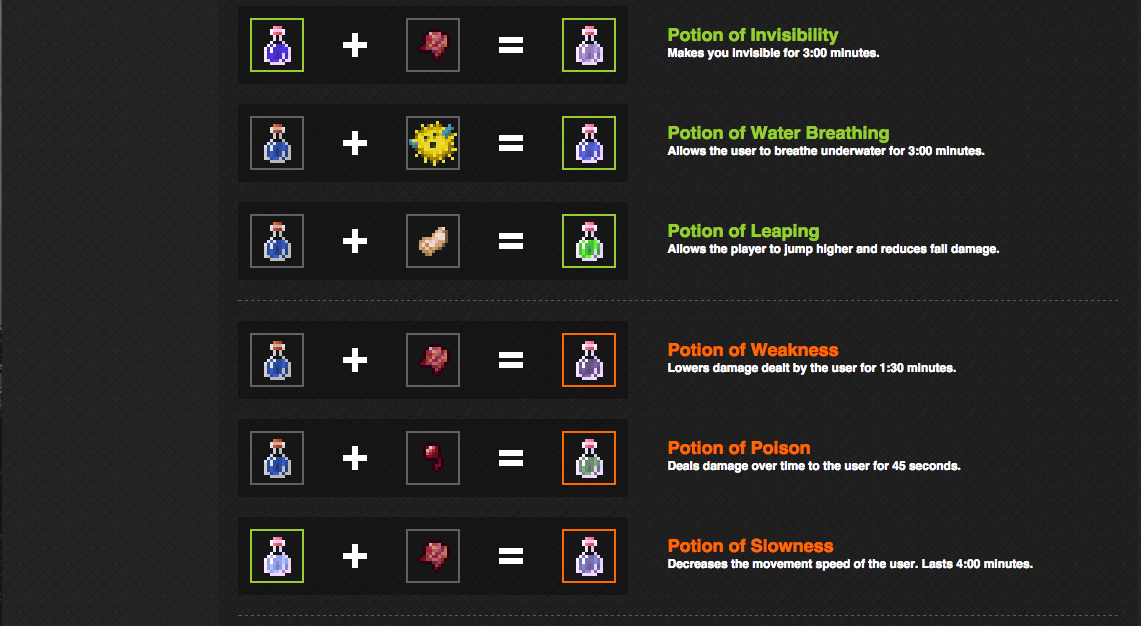 + = Potion of Invisibility
Makes you invisible for 3:00 minutes.
+ = Potion of Water Breathing
Allows the user to breathe underwater for 3:00 minutes.
+ = Potion of Leaping
Allows the player to jump higher and reduces fall damage.
+ = Potion of Weakness
Lowers damage dealt by the user for 1:30 minutes.
+ = Potion of Poison
Deals damage over time to the user for 45 seconds.
+ = Potion of Slowness
Decreases the movement speed of the user. Lasts 4:00 minutes.